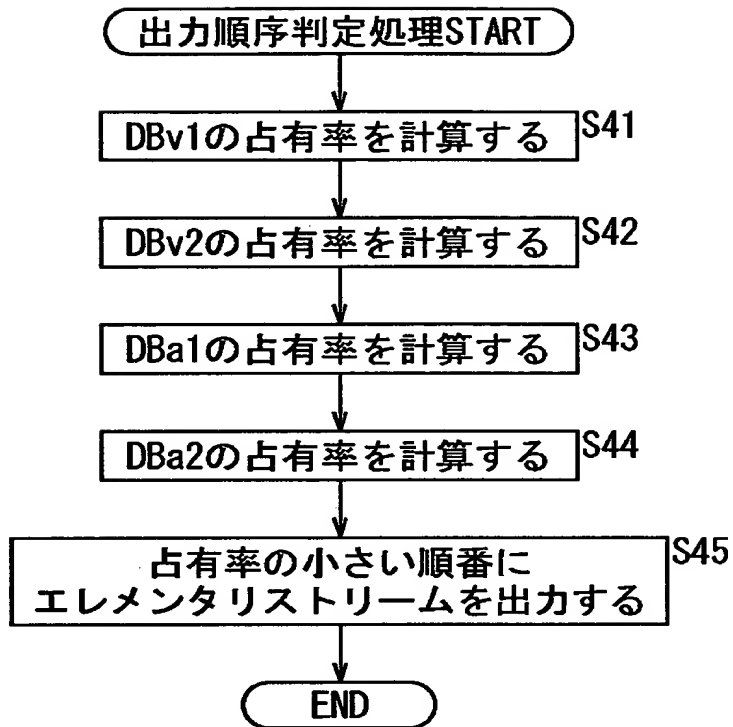 出力順序判定処理START
DBv1の占有率を計算する S41
DBv2の占有率を計算する S42
DBa1の占有率を計算する S43
DBa2の占有率を計算する S44
占有率の小さい順番に S45
エレメンタリストリームを出力する
END